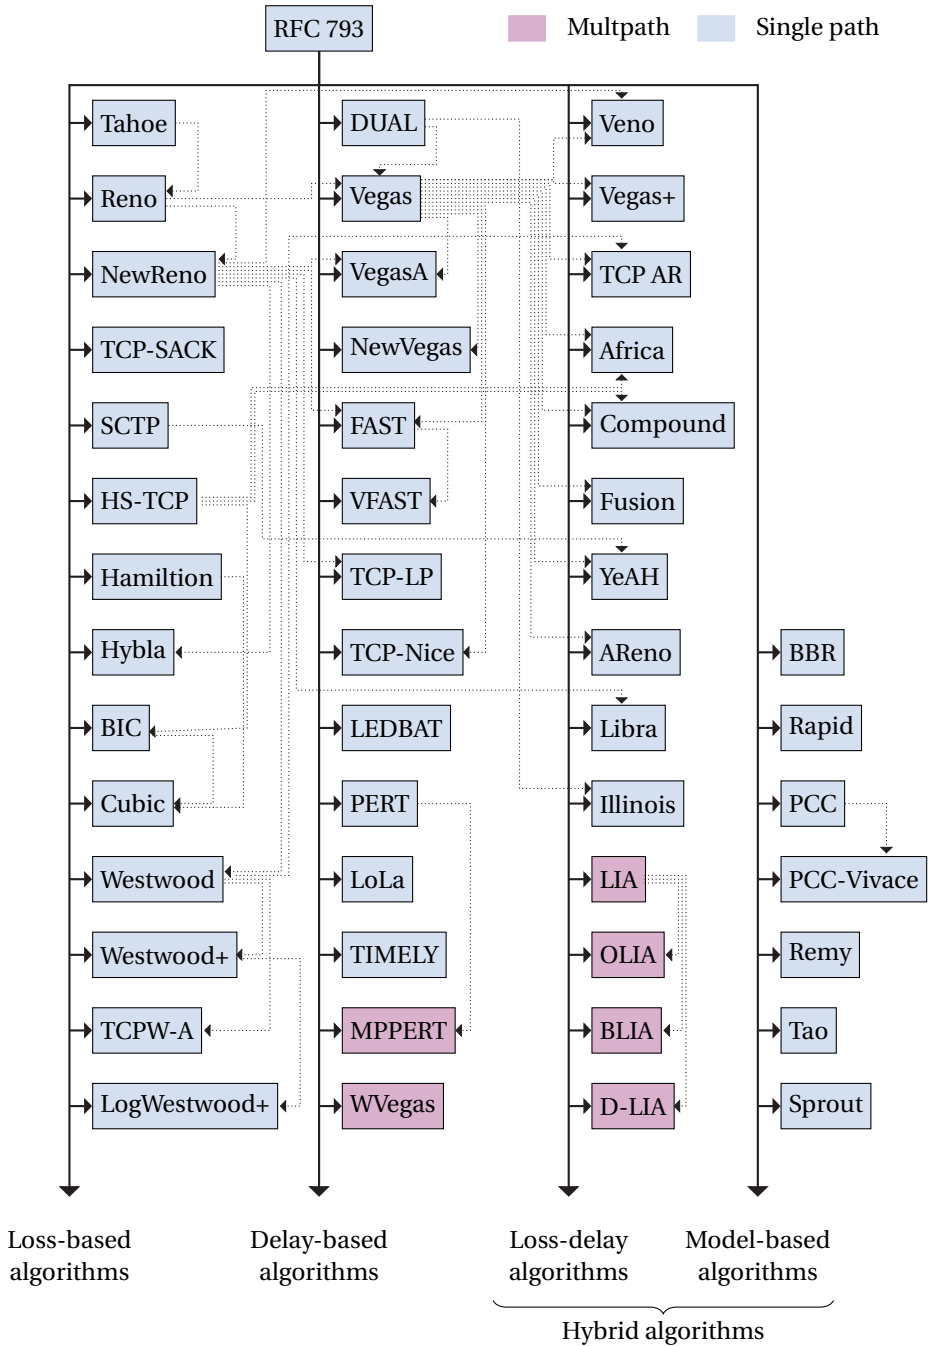 RFC 793
Multpath
Single path
Tahoe
DUAL
Veno
Reno
Vegas
Vegas+
NewReno
VegasA
TCP AR
TCP-SACK
NewVegas
Africa
SCTP
FAST
Compound
HS-TCP
VFAST
Fusion
Hamiltion
TCP-LP
YeAH
Hybla
TCP-Nice
AReno
BBR
BIC
LEDBAT
Libra
Rapid
Cubic
PERT
Illinois
PCC
Westwood
LoLa
LIA
PCC-Vivace
Westwood+
TIMELY
OLIA
Remy
TCPW-A
MPPERT
BLIA
Tao
LogWestwood+
WVegas
D-LIA
Sprout
Loss-based
algorithms
Delay-based
algorithms
Loss-delay
algorithms
Model-based
algorithms
Hybrid algorithms